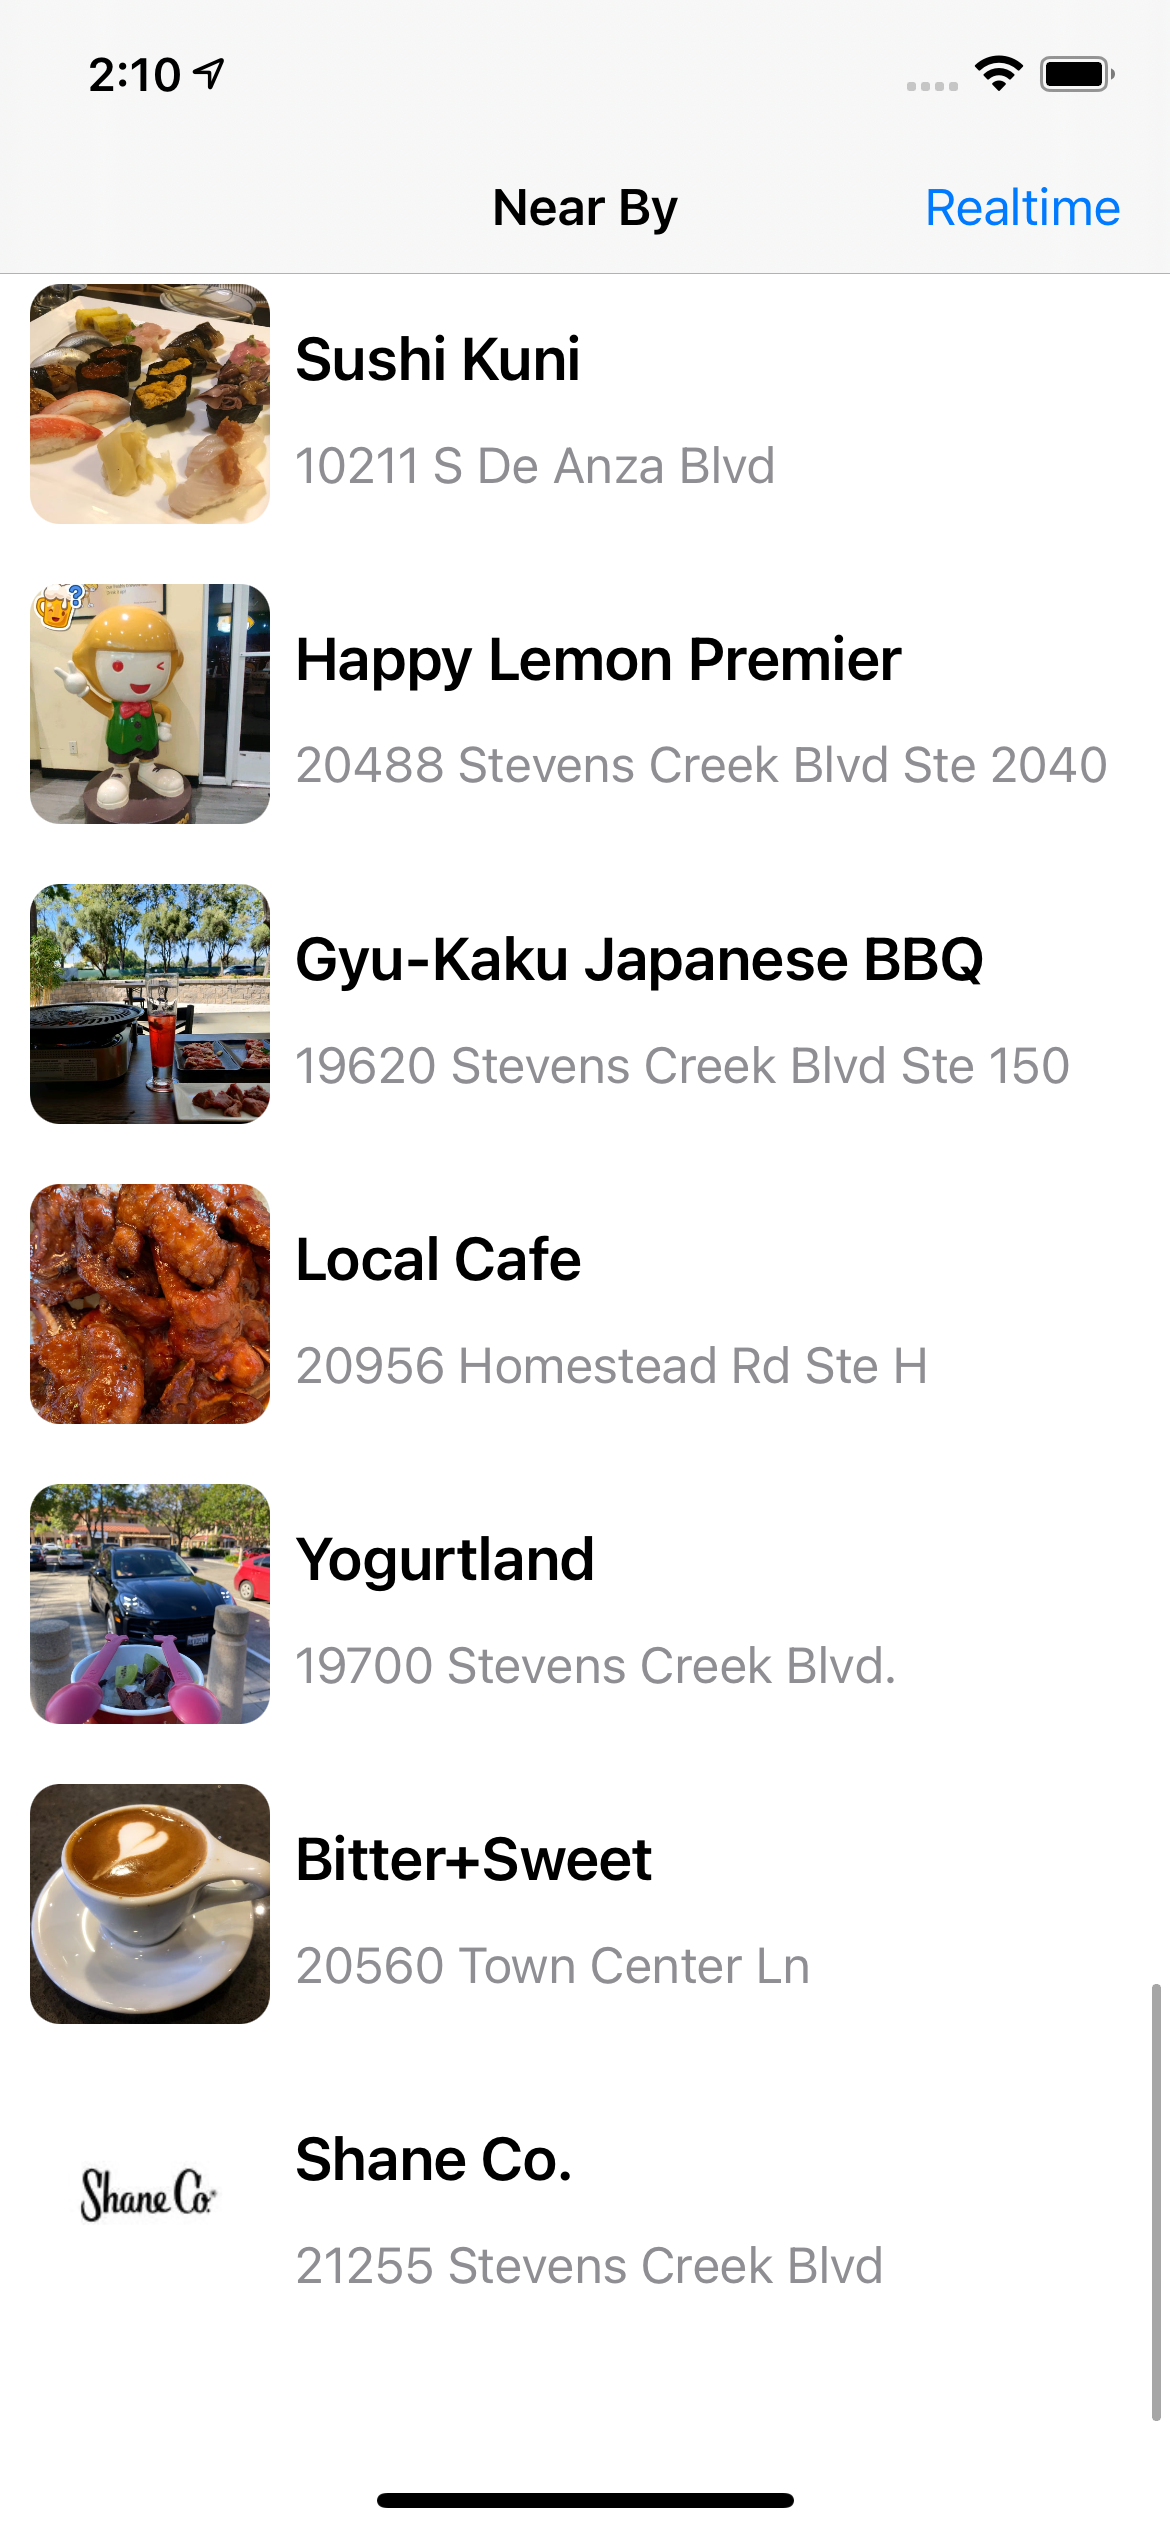 2:10
Near By
Realtime
Sushi Kuni
10211 S De Anza Blvd
Happy Lemon Premier
20488 Stevens Creek Blvd Ste 2040
Gyu-Kaku Japanese BBQ
19620 Stevens Creek Blvd Ste 150
Local Cafe
20956 Homestead Rd Ste H
Yogurtland
19700 Stevens Creek Blvd.
Bitter+Sweet
20560 Town Center Ln
Shane Co.
Shane Co.
21255 Stevens Creek Blvd